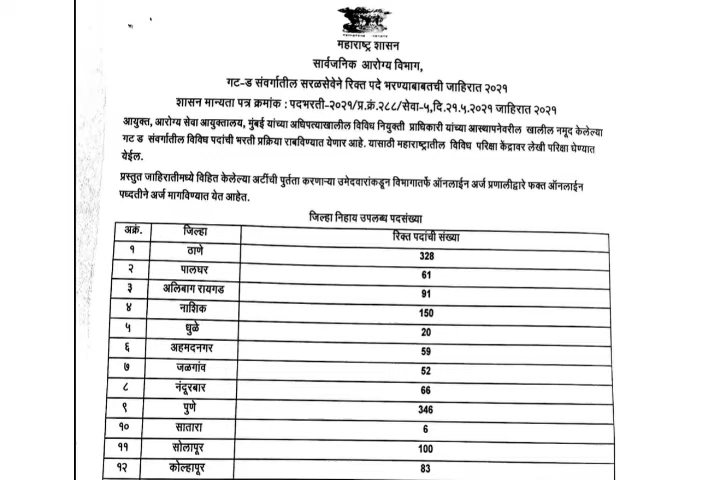 महाराष्ट्र शासन
सार्वजनिक आरोग्य विभाग,
गट-ड संवर्गातील सरळसेवेने रिक्त पदे भरण्याबाबतची जाहिरात २०२१
शासन मान्यता पत्र क्रमांक : पदभरती-२०२१/प्र.क्रं.२८८/सेवा-५,दि.२१.५.२०२१ जाहिरात २०२१
आयुक्त, आरोग्य सेवा आयुक्तालय, मुंबई यांच्या अधिपत्याखालील विविध नियुक्ती प्राधिकारी यांच्या आस्थापनेवरील खालील नमूद केलेल्या
गट ड संवर्गातील विविध पदांची भरती प्रक्रिया राबविण्यात येणार आहे. यासाठी महाराष्ट्रातील विविध परिक्षा केंद्रावर लेखी परिक्षा घेण्यात
येईल.
प्रस्तुत जाहिरातीमध्ये विहित केलेल्या अटींची पुर्तता करणाऱ्या उमेदवारांकडून विभागातर्फे ऑनलाईन अर्ज प्रणालीद्वारे फक्त ऑनलाईन
पध्दतीने अर्ज मागविण्यात येत आहेत.
जिल्हा निहाय उपलब्ध पदसंख्या
अक्रं. जिल्हा रिक्त पदांची संख्या
१ ठाणे 328
२ पालघर 61
३ अलिबाग रायगड 91
४ नाशिक 150
५ धुळे 20
६ अहमदनगर 59
७ जळगांव 52
८ नंदूरबार 66
९ पुणे 346
१० सातारा 6
११ सोलापूर 100
१२ कोल्हापूर 83